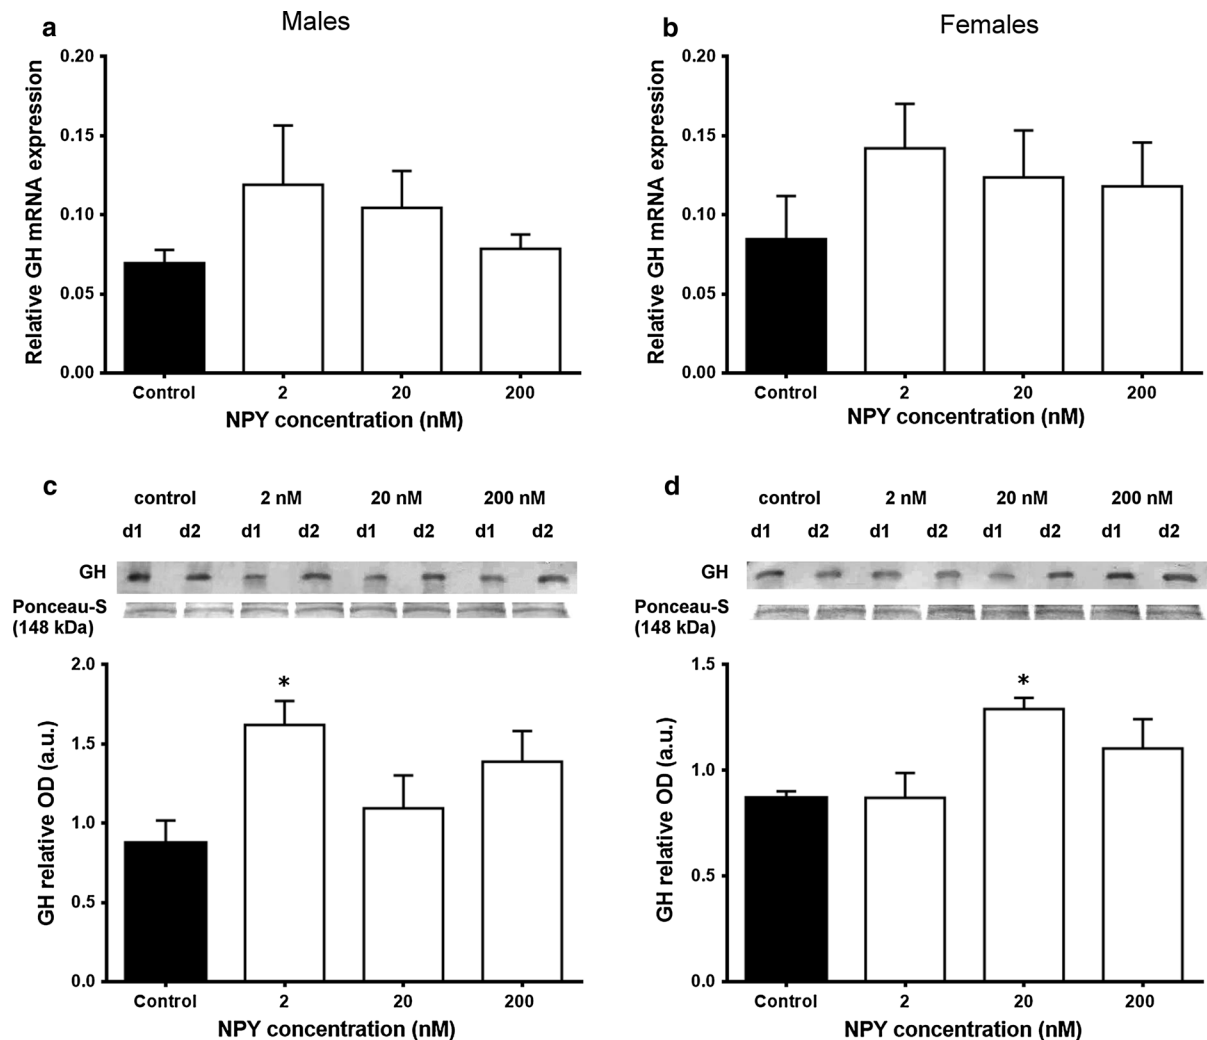 a
Males
0.20
0.15
0.10
0.05
0.00
Relative GH mRNA expression
Control 2 20 200
NPY concentration (nM)
b
Females
0.20
0.15
0.10
0.05
0.00
Relative GH mRNA expression
Control 2 20 200
NPY concentration (nM)
c
control 2 nM 20 nM 200 nM
d1 d2 d1 d2 d1 d2 d1 d2
GH
Ponceau-S
(148 kDa)
2.0
1.5
1.0
0.5
0.0
GH relative OD (a.u.)
*
Control 2 20 200
NPY concentration (nM)
d
control 2 nM 20 nM 200 nM
d1 d2 d1 d2 d1 d2 d1 d2
GH
Ponceau-S
(148 kDa)
1.5
1.0
0.5
0.0
GH relative OD (a.u.)
*
Control 2 20 200
NPY concentration (nM)